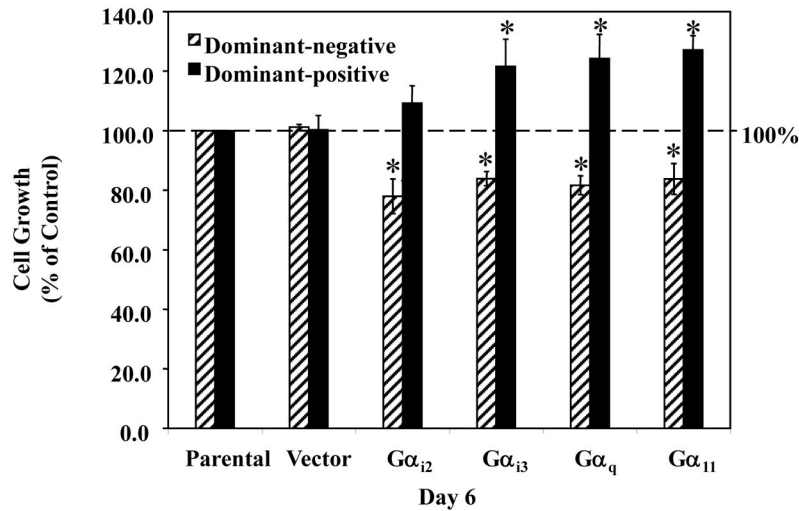 140.0
120.0
100.0
80.0
60.0
40.0
20.0
0.0
Cell Growth
(% of Control)
Dominant-negative
Dominant-positive
* * *
* * * *
100%
Parental Vector Gαi2 Gαi3 Gαq Gα11
Day 6